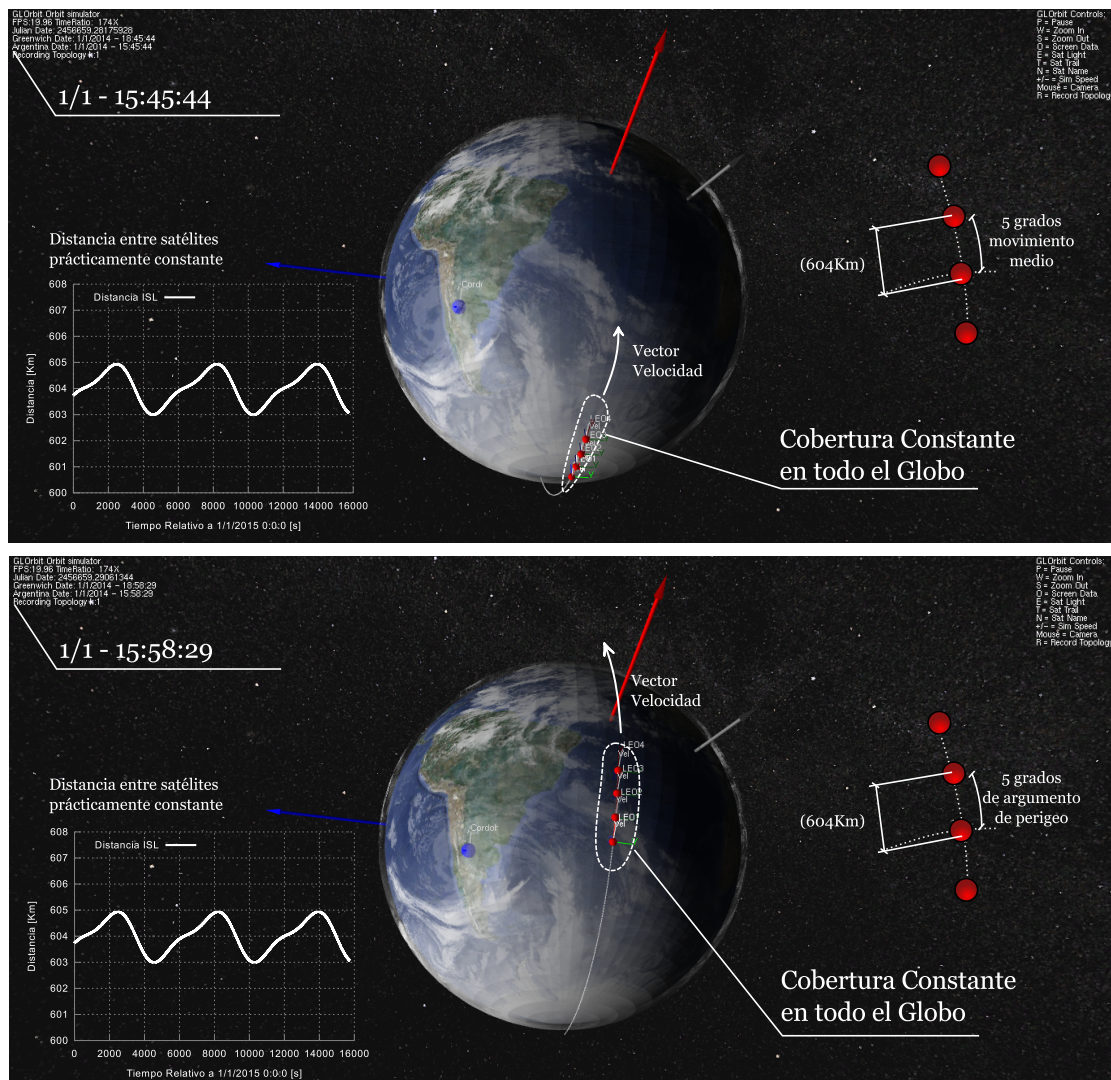 GLOrbit Orbit simulator
FPS:19.96 TimeRatio: 174X
Julian Date: 2456659.28175928
Greenwich Date: 1/1/2014 - 18:45:44
Argentina Date: 1/1/2014 - 15:45:44
Recording Topology k:1
1/1 - 15:45:44
GLOrbit Controls:
P = Pause
W = Zoom In
S = Zoom Out
O = Screen Data
E = Sat Light
T = Sat Trail
N = Sat Name
+/- = Sim Speed
Mouse = Camera
R = Record Topolog
Distancia entre satélites
prácticamente constante
608
607
606
605
604
603
602
601
600
Distancia ISL
Distancia [Km]
0 2000 4000 6000 8000 10000 12000 14000 16000
Tiempo Relativo a 1/1/2015 0:0:0 [s]
Cordl
Vector
Velocidad
LEO4
Vel
LEO1
5 grados
movimiento
medio
(604Km)
Cobertura Constante
en todo el Globo
GLOrbit Orbit simulator
FPS:19.96 TimeRatio: 174X
Julian Date: 2456659.29061344
Greenwich Date: 1/1/2014 - 18:58:29
Argentina Date: 1/1/2014 - 15:58:29
Recording Topology k:1
1/1 - 15:58:29
GLOrbit Controls:
P = Pause
W = Zoom In
S = Zoom Out
O = Screen Data
E = Sat Light
T = Sat Trail
N = Sat Name
+/- = Sim Speed
Mouse = Camera
R = Record Topolog
Distancia entre satélites
prácticamente constante
608
607
606
605
604
603
602
601
600
Distancia ISL
Distancia [Km]
0 2000 4000 6000 8000 10000 12000 14000 16000
Tiempo Relativo a 1/1/2015 0:0:0 [s]
Cordob
Vector
Velocidad
LEO4
Vel
LEO3
Vel
LEO2
Vel
LEO1
Vel
5 grados
de argumento
de perigeo
(604Km)
Cobertura Constante
en todo el Globo